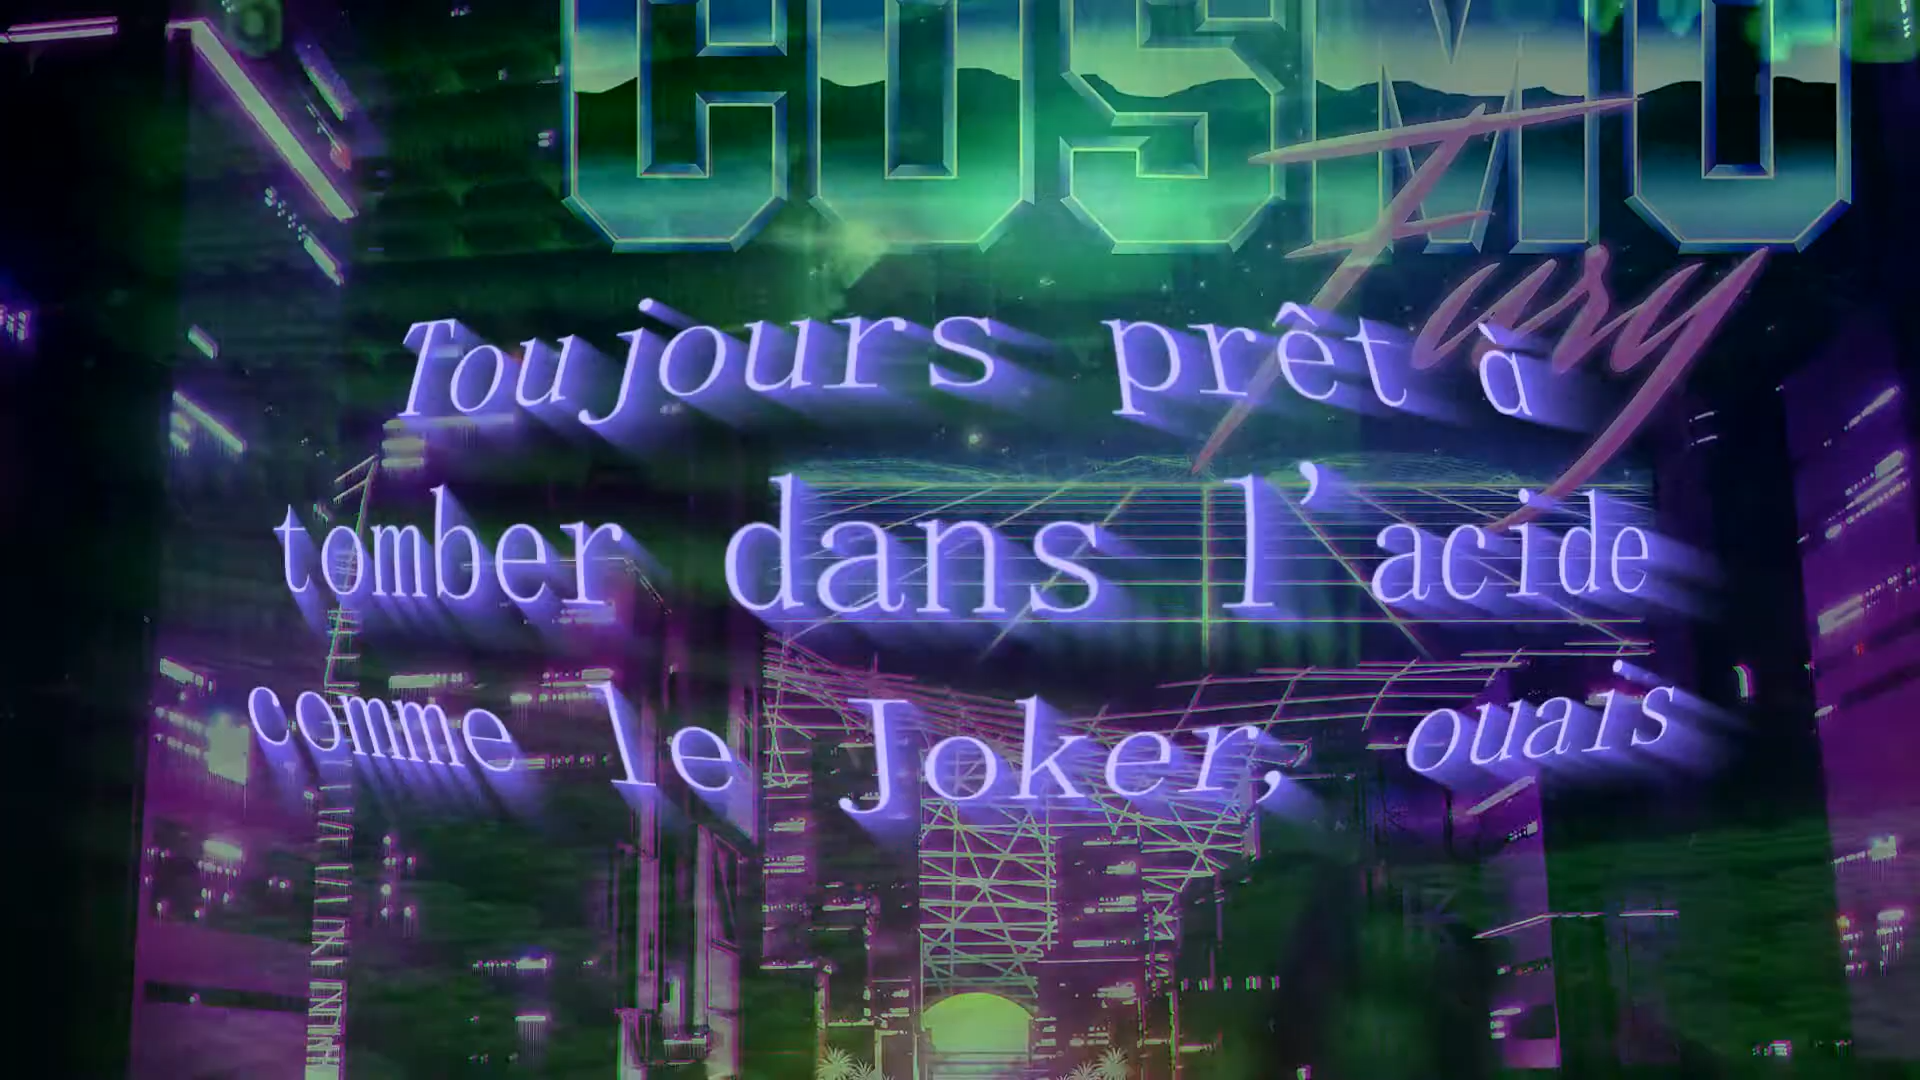 COSMO
Fury
Toujours prêt à
tomber dans l'acide
comme le Joker, ouais